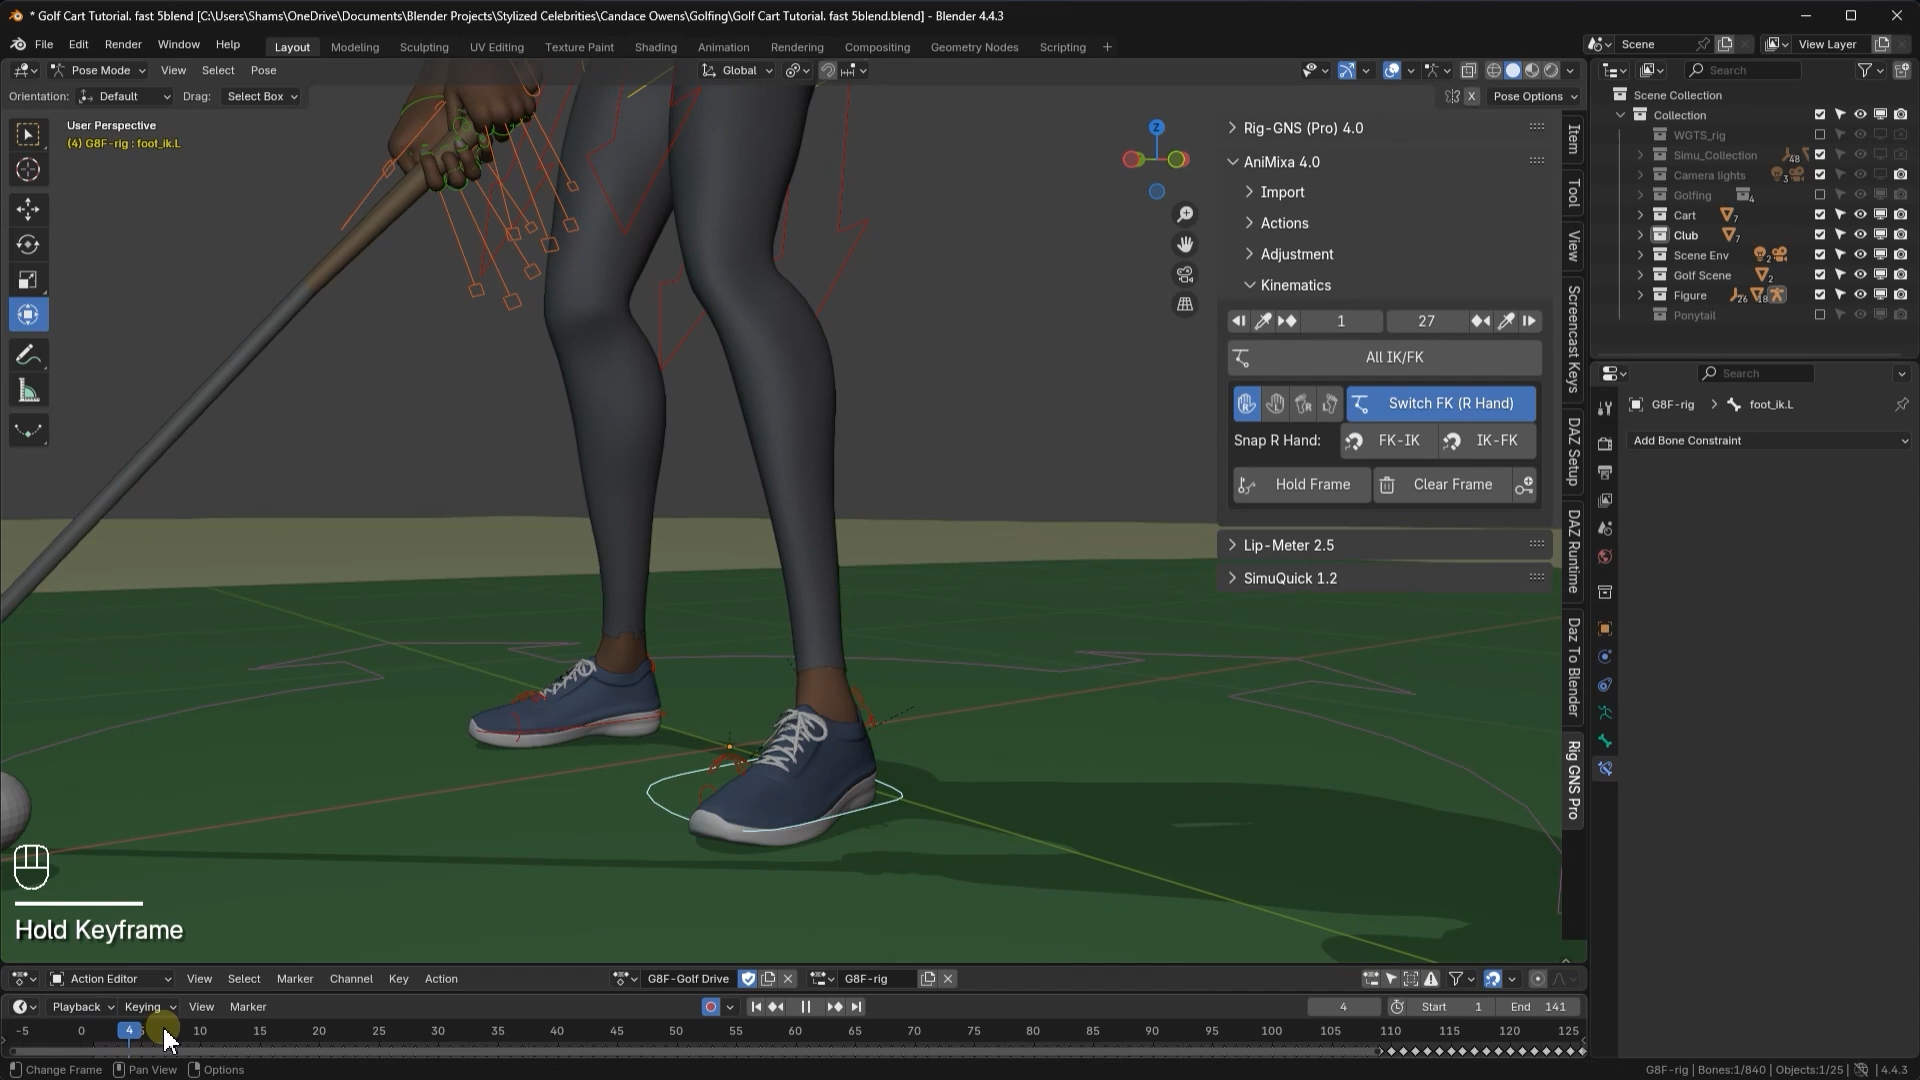 * Golf Cart Tutorial. fast 5blend [C:\Users\Shams\OneDrive\Documents\Blender Projects\Stylized Celebrities\Candace Owens\Golfing\Golf Cart Tutorial. fast 5blend.blend] - Blender 4.4.3
File Edit Render Window Help Layout Modeling Sculpting UV Editing Texture Paint Shading Animation Rendering Compositing Geometry Nodes Scripting + Scene View Layer
Pose Mode View Select Pose Global Search
Orientation: Default Drag: Select Box X Pose Options
User Perspective
(4) G8F-rig : foot_ik.L
Z
Rig-GNS (Pro) 4.0
AniMixa 4.0
Import
Actions
Adjustment
Kinematics
1 27
All IK/FK
Switch FK (R Hand)
Snap R Hand: FK-IK IK-FK
Hold Frame Clear Frame
Lip-Meter 2.5
SimuQuick 1.2
Item
Tool
View
Screencast Keys
DAZ Setup
DAZ Runtime
Daz To Blender
Rig GNS Pro
Scene Collection
Collection
WGTS_rig
Simu_Collection 48
Camera lights 3
Golfing 4
Cart 7
Club 7
Scene Env 2
Golf Scene 2
Figure 26 18
Ponytail
Search
G8F-rig > foot_ik.L
Add Bone Constraint
Hold Keyframe
Action Editor View Select Marker Channel Key Action G8F-Golf Drive G8F-rig
Playback Keying View Marker 4 Start 1 End 141
-5 0 4 5 10 15 20 25 30 35 40 45 50 55 60 65 70 75 80 85 90 95 100 105 110 115 120 125
Change Frame Pan View Options G8F-rig | Bones:1/840 | Objects:1/25 | 4.4.3